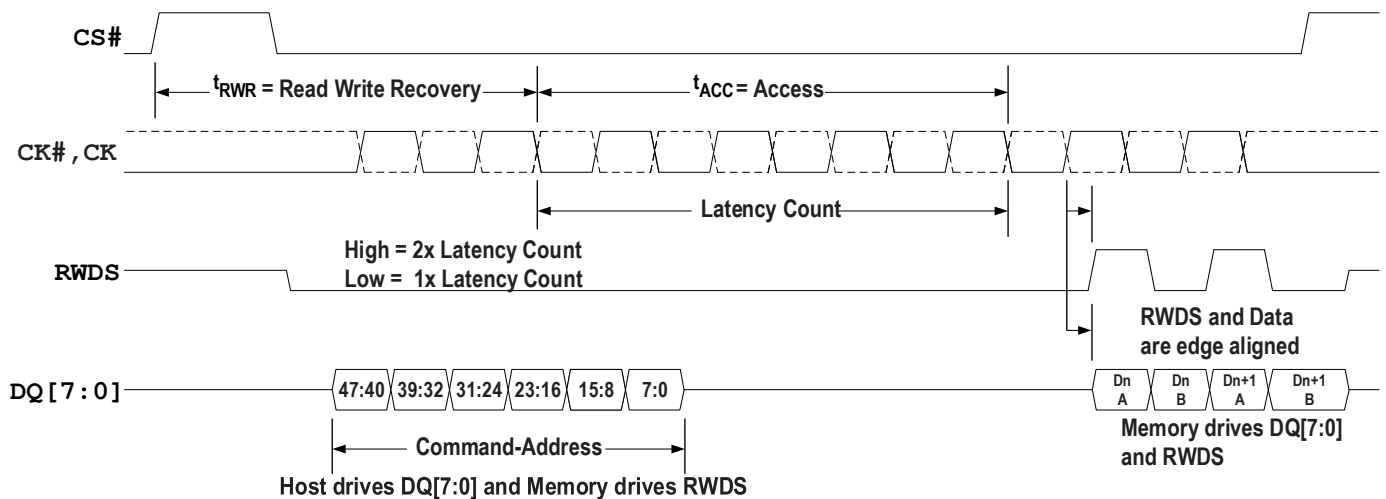 CS#
tRWR = Read Write Recovery
tACC = Access
CK#,CK
Latency Count
High = 2x Latency Count
Low = 1x Latency Count
RWDS
RWDS and Data
are edge aligned
DQ[7:0]
47:40 39:32 31:24 23:16 15:8 7:0
Dn A
Dn B
Dn+1 A
Dn+1 B
Command-Address
Memory drives DQ[7:0]
and RWDS
Host drives DQ[7:0] and Memory drives RWDS